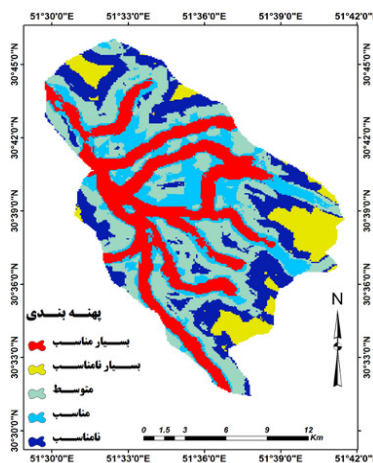 51°30'0"E 51°33'0"E 51°36'0"E 51°39'0"E 51°42'0"E
30°45'0"N 30°45'0"N
30°42'0"N 30°42'0"N
30°39'0"N 30°39'0"N
30°36'0"N 30°36'0"N
پهنه بندی
N
بسیار مناسب
بسیار نامناسب
30°33'0"N 30°33'0"N
متوسط
مناسب
نامناسب
0 1.5 3 6 9 12
Km
30°30'0"N 30°30'0"N
51°30'0"E 51°33'0"E 51°36'0"E 51°39'0"E 51°42'0"E